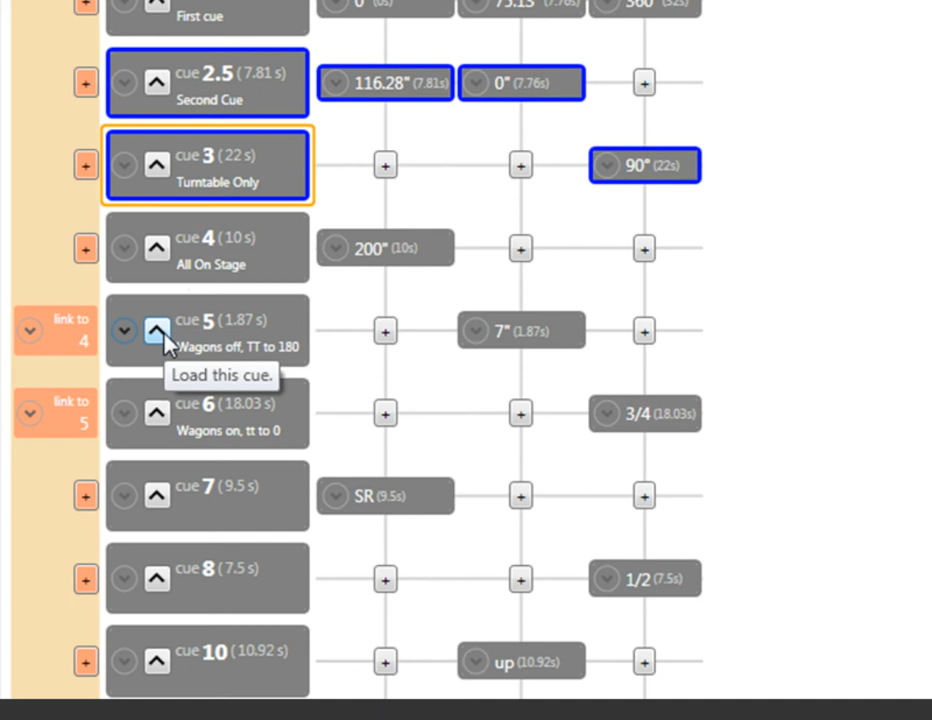 0" (0s) 75.13" (7.76s) 360° (32s)
First cue
cue 2.5 (7.81 s) 116.28" (7.81s) 0" (7.76s) +
Second Cue
cue 3 (22 s) + + 90" (22s)
Turntable Only
cue 4 (10 s) 200" (10s) + +
All On Stage
link to
4
cue 5 (1.87 s) + 7" (1.87s) +
Wagons off, TT to 180
Load this cue.
link to
5
cue 6 (18.03 s) + + 3/4 (18.03s)
Wagons on, tt to 0
cue 7 (9.5 s) SR (9.5s) + +
cue 8 (7.5 s) + + 1/2 (7.5s)
cue 10 (10.92 s) + up (10.92s) +